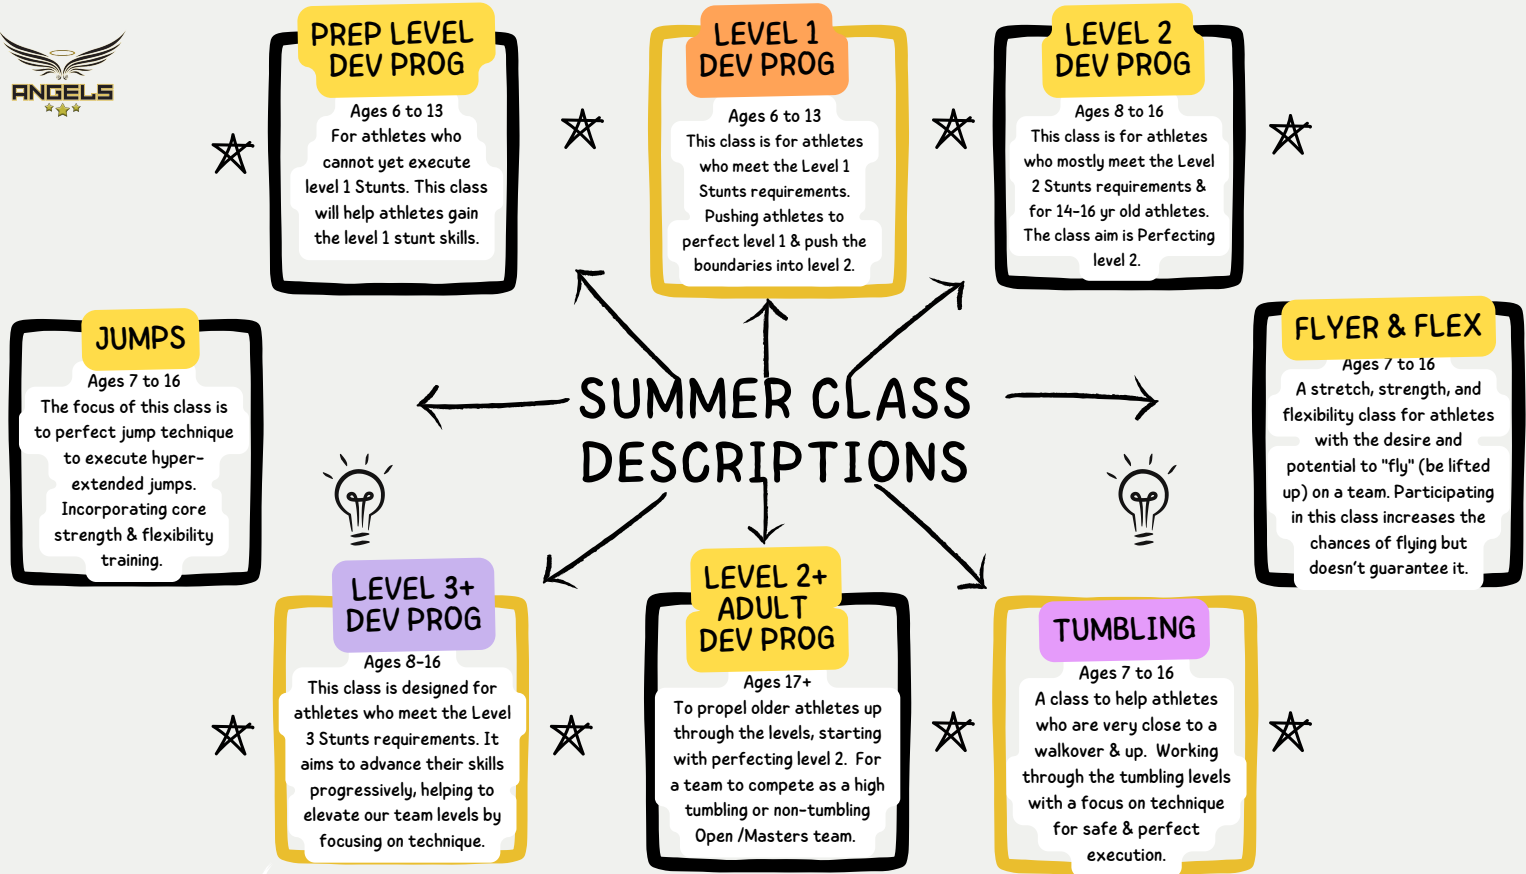 ANGELS
PREP LEVEL
DEV PROG
Ages 6 to 13
For athletes who
cannot yet execute
level 1 Stunts. This class
will help athletes gain
the level 1 stunt skills.
LEVEL 1
DEV PROG
Ages 6 to 13
This class is for athletes
who meet the Level 1
Stunts requirements.
Pushing athletes to
perfect level 1 & push the
boundaries into level 2.
LEVEL 2
DEV PROG
Ages 8 to 16
This class is for athletes
who mostly meet the Level
2 Stunts requirements &
for 14-16 yr old athletes.
The class aim is Perfecting
level 2.
JUMPS
Ages 7 to 16
The focus of this class is
to perfect jump technique
to execute hyper-
extended jumps.
Incorporating core
strength & flexibility
training.
SUMMER CLASS
DESCRIPTIONS
FLYER & FLEX
Ages 7 to 16
A stretch, strength, and
flexibility class for athletes
with the desire and
potential to "fly" (be lifted
up) on a team. Participating
in this class increases the
chances of flying but
doesn't guarantee it.
LEVEL 3+
DEV PROG
Ages 8-16
This class is designed for
athletes who meet the Level
3 Stunts requirements. It
aims to advance their skills
progressively, helping to
elevate our team levels by
focusing on technique.
LEVEL 2+
ADULT
DEV PROG
Ages 17+
To propel older athletes up
through the levels, starting
with perfecting level 2. For
a team to compete as a high
tumbling or non-tumbling
Open /Masters team.
TUMBLING
Ages 7 to 16
A class to help athletes
who are very close to a
walkover & up. Working
through the tumbling levels
with a focus on technique
for safe & perfect
execution.